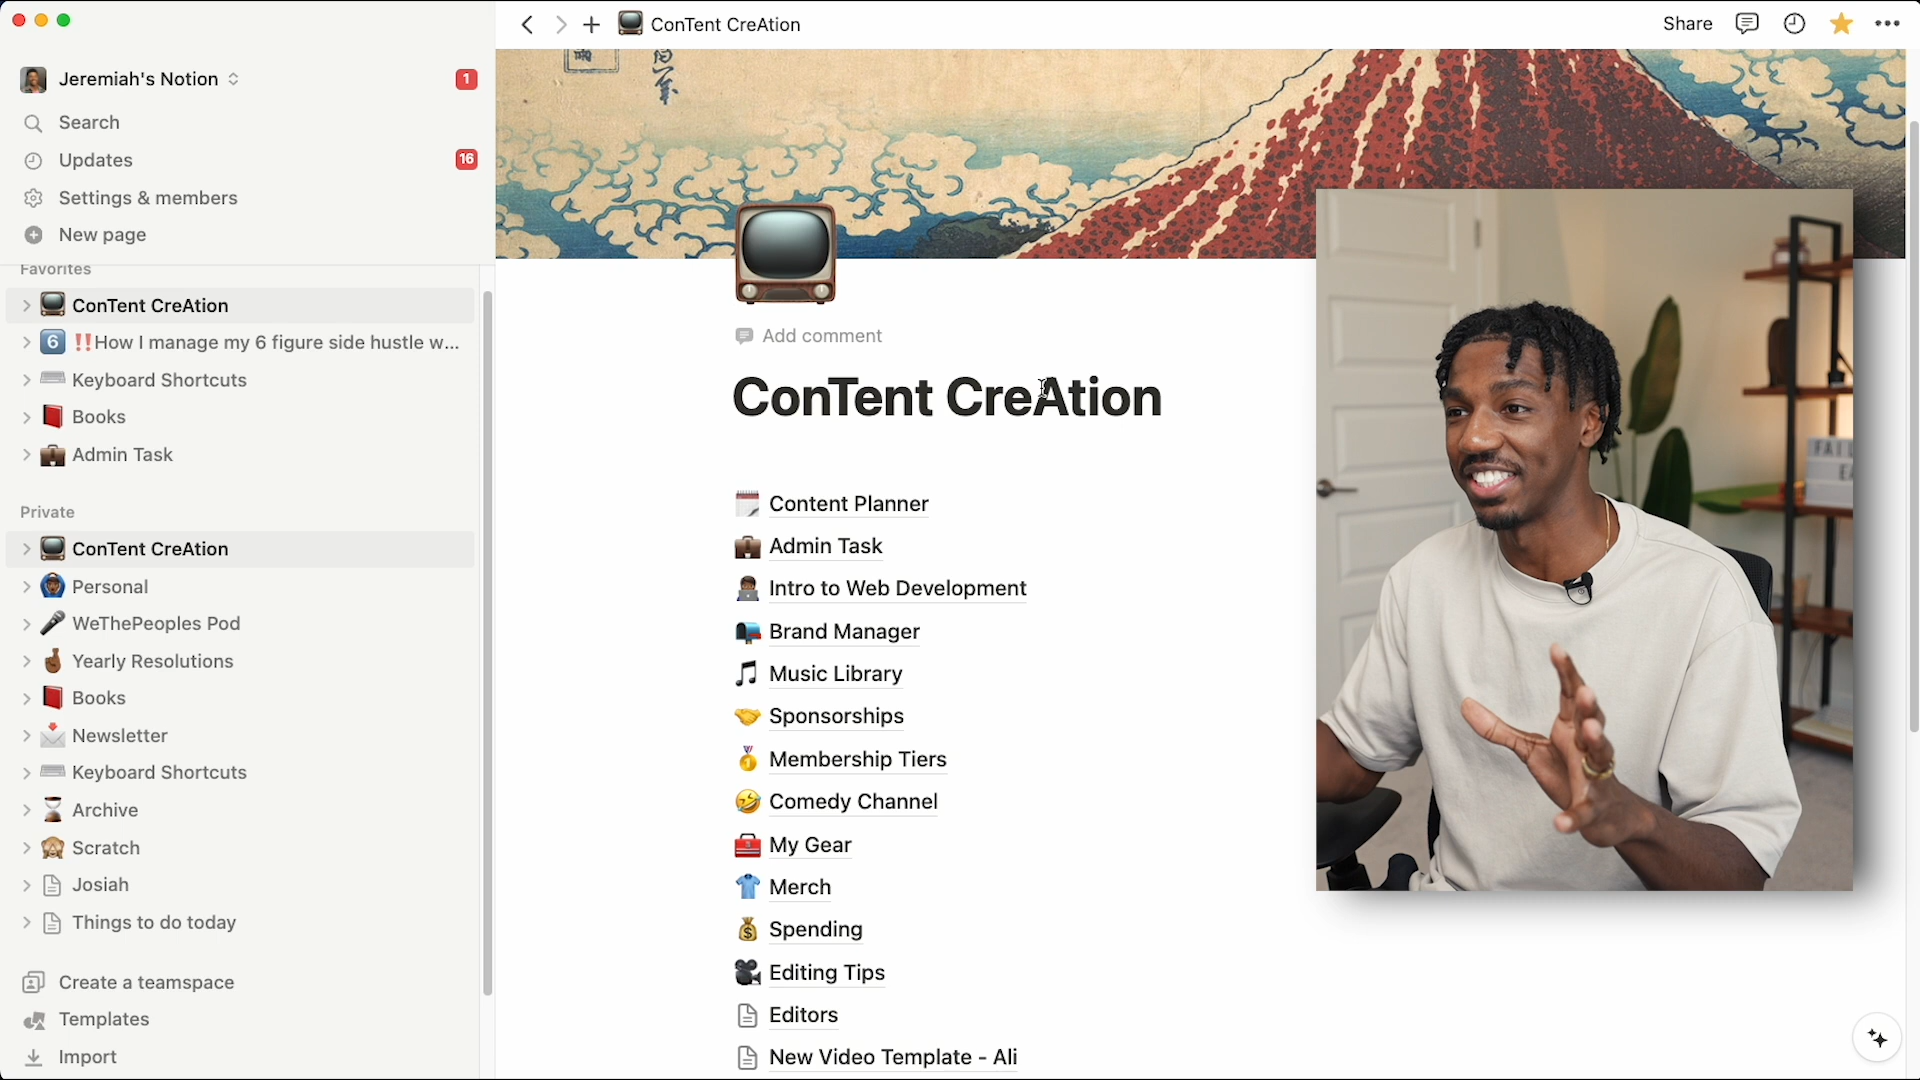 ConTent CreAtion
Share
Jeremiah's Notion
1
Search
Updates
16
Settings & members
New page
Favorites
ConTent CreAtion
6 ‼️How I manage my 6 figure side hustle w...
Keyboard Shortcuts
Books
Admin Task
Private
ConTent CreAtion
Personal
WeThePeoples Pod
Yearly Resolutions
Books
Newsletter
Keyboard Shortcuts
Archive
Scratch
Josiah
Things to do today
Create a teamspace
Templates
Import
Add comment
ConTent CreAtion
Content Planner
Admin Task
Intro to Web Development
Brand Manager
Music Library
Sponsorships
Membership Tiers
Comedy Channel
My Gear
Merch
Spending
Editing Tips
Editors
New Video Template - Ali